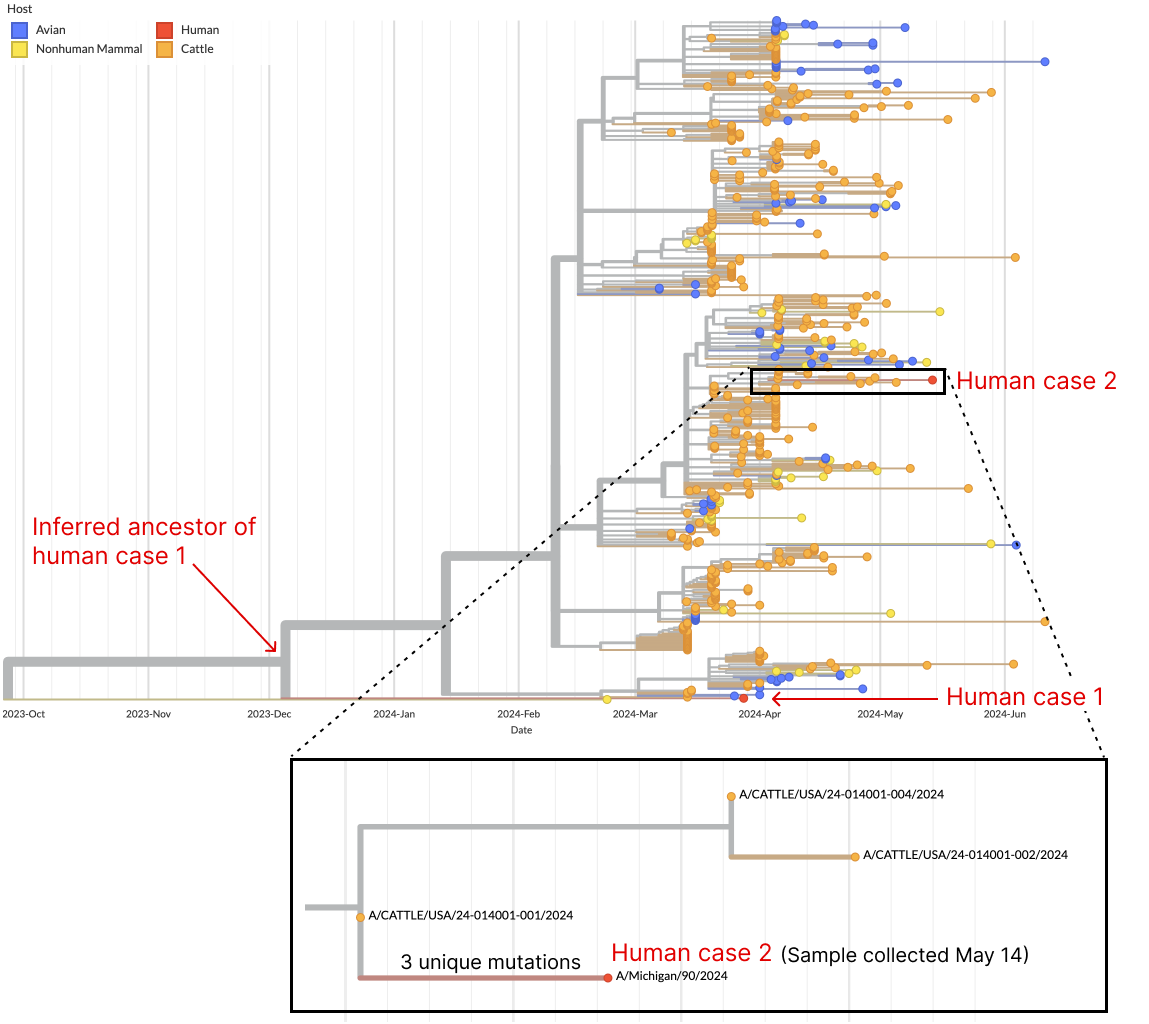 Host
Avian
Human
Nonhuman Mammal
Cattle
Human case 2
Inferred ancestor of
human case 1
Human case 1
2023-Oct
2023-Nov
2023-Dec
2024-Jan
2024-Feb
2024-Mar
2024-Apr
2024-May
2024-Jun
Date
A/CATTLE/USA/24-014001-004/2024
A/CATTLE/USA/24-014001-002/2024
A/CATTLE/USA/24-014001-001/2024
3 unique mutations
Human case 2 (Sample collected May 14)
A/Michigan/90/2024